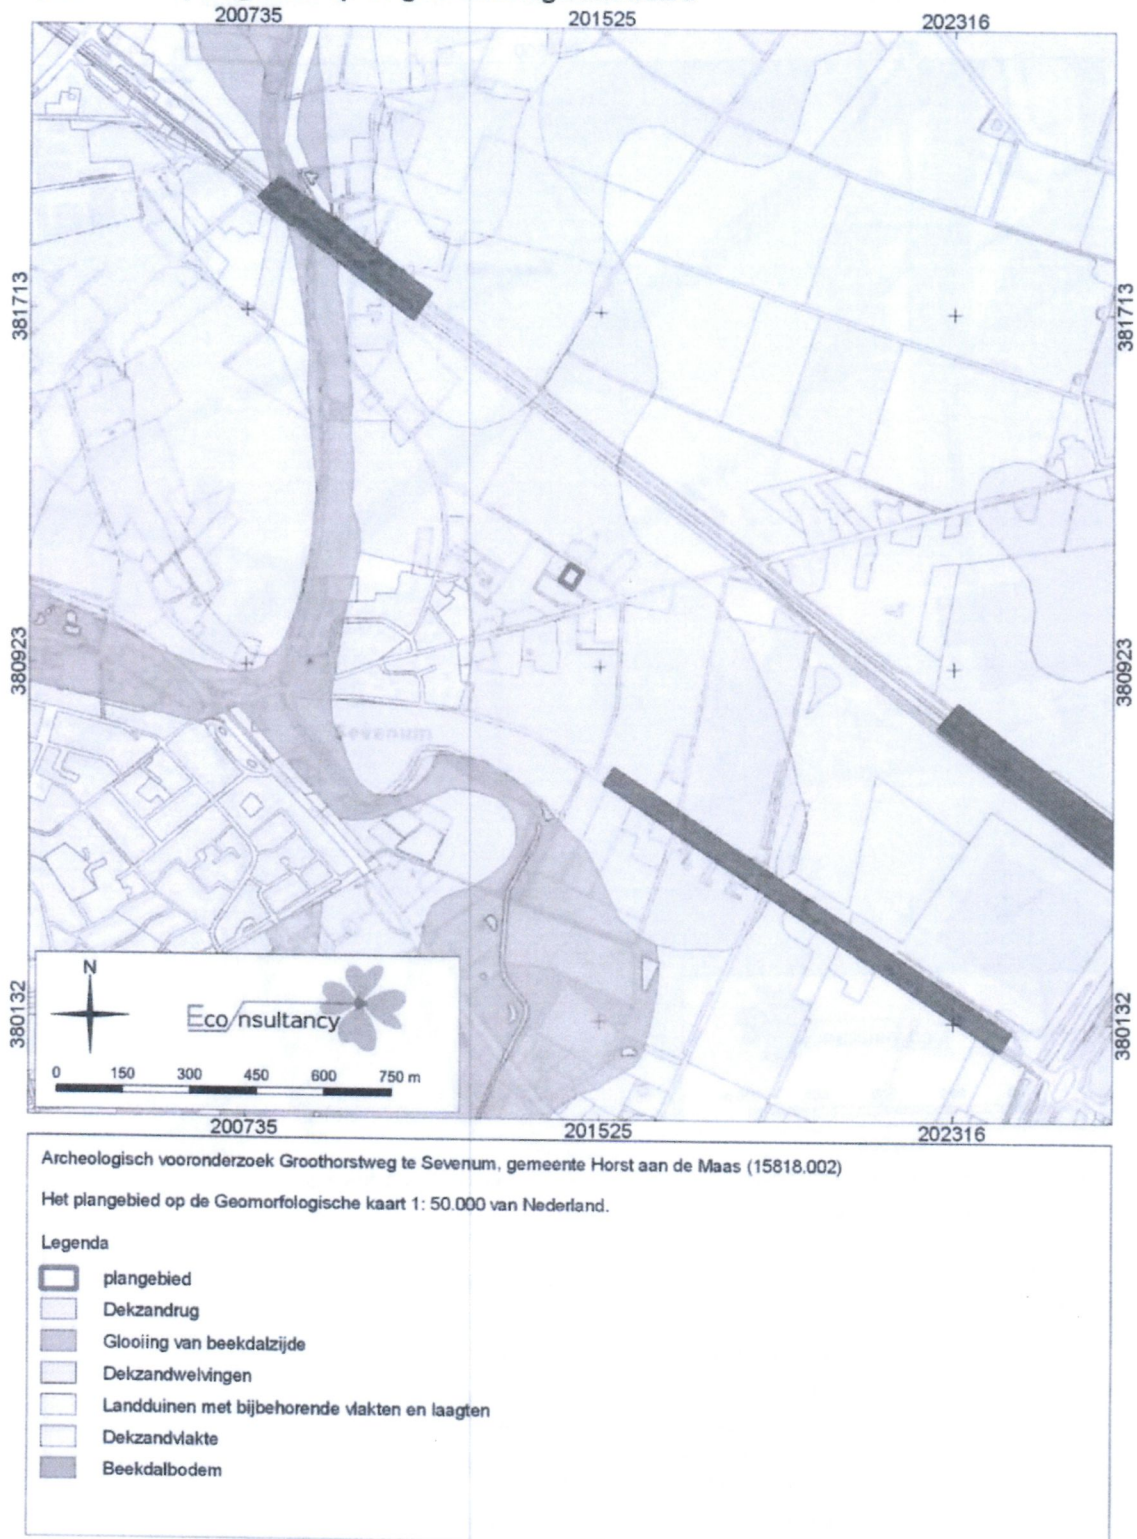 200735 201525 202316
381713 381713
380923 380923
Sevenum
N
Econsultancy
380132 380132
0 150 300 450 600 750 m
200735 201525 202316
Archeologisch vooronderzoek Groothorstweg te Sevenum, gemeente Horst aan de Maas (15818.002)
Het plangebied op de Geomorfologische kaart 1: 50.000 van Nederland.
Legenda
plangebied
Dekzandrug
Glooiing van beekdalzijde
Dekzandwelvingen
Landduinen met bijbehorende vlakten en laagten
Dekzandvlakte
Beekdalbodem